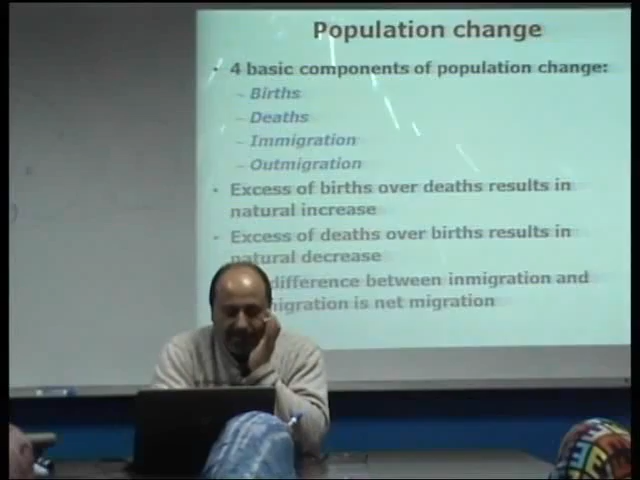 Population change
• 4 basic components of population change:
– Births
– Deaths
– Immigration
– Outmigration
• Excess of births over deaths results in
natural increase
• Excess of deaths over births results in
natural decrease
difference between inmigration and
migration is net migration